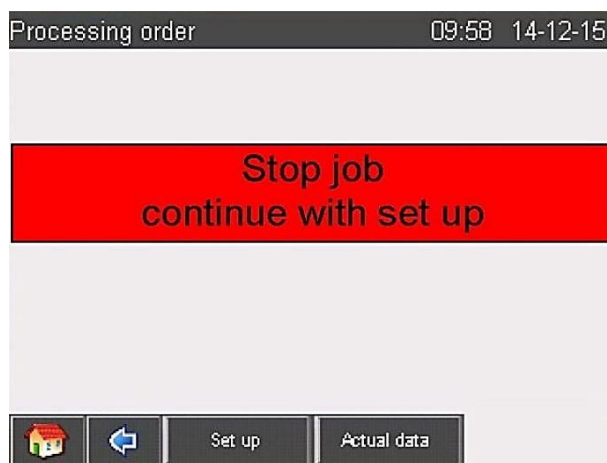 Processing order 09:58 14-12-15
Stop job
continue with set up
Set up Actual data